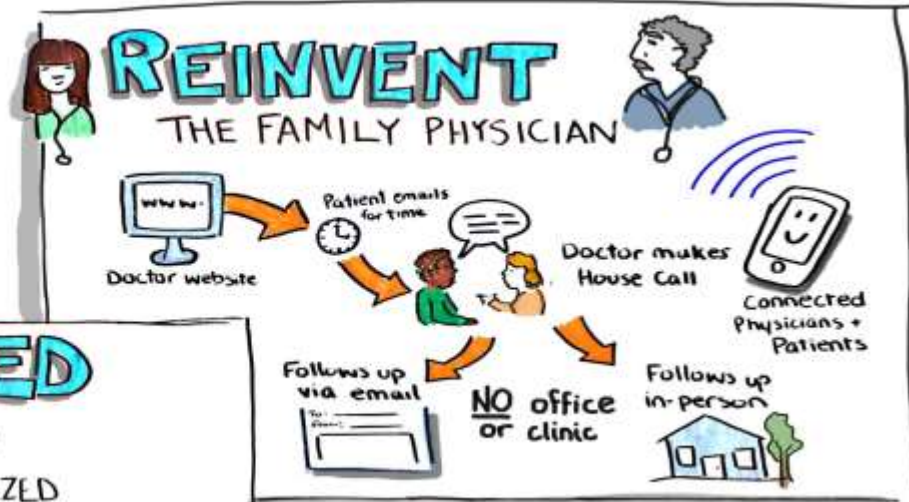 REINVENT
THE FAMILY PHYSICIAN
www.
Doctor website
Patient emails
for time
Doctor makes
House Call
Connected
Physicians +
Patients
Follows up
via email
To:
NO office
or clinic
Follows up
in-person
ED
ZED